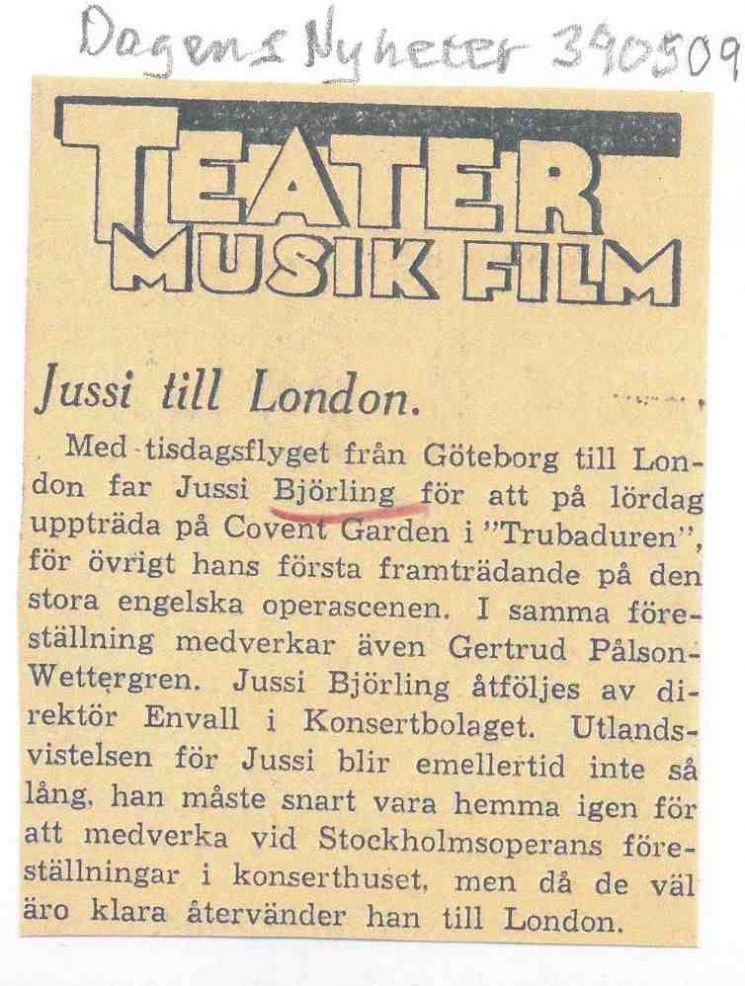 Dagens Nyheter 390509
TEATER
MUSIK FILM
Jussi till London.
Med tisdagsflyget från Göteborg till Lon-
don far Jussi Björling för att på lördag
uppträda på Covent Garden i "Trubaduren",
för övrigt hans första framträdande på den
stora engelska operascenen. I samma före-
ställning medverkar även Gertrud Pålson-
Wettergren. Jussi Björling åtföljes av di-
rektör Envall i Konsertbolaget. Utlands-
vistelsen för Jussi blir emellertid inte så
lång, han måste snart vara hemma igen för
att medverka vid Stockholmsoperans före-
ställningar i konserthuset, men då de väl
äro klara återvänder han till London.